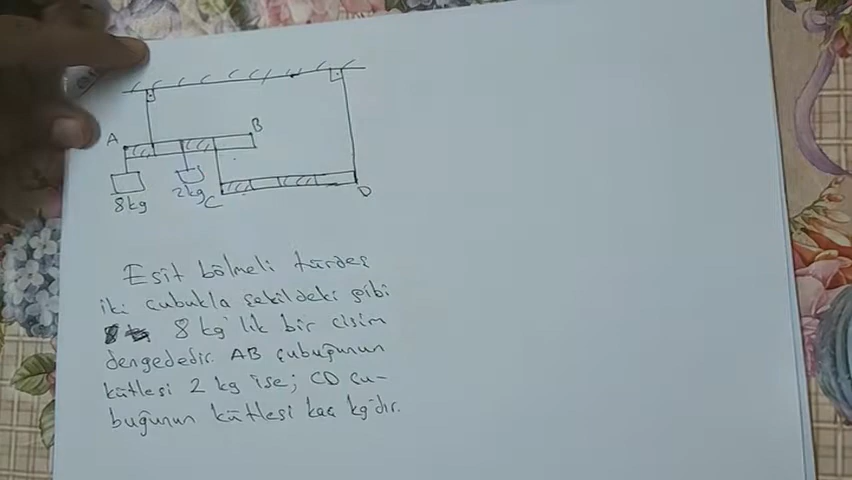 A
B
8kg
2kg
C
D
Eşit bölmeli türdeş
iki çubukla şekildeki gibi
8 kg'lik bir cisim
dengededir. AB çubuğunun
kütlesi 2 kg ise; CD çu-
buğunun kütlesi kaç kg'dır.